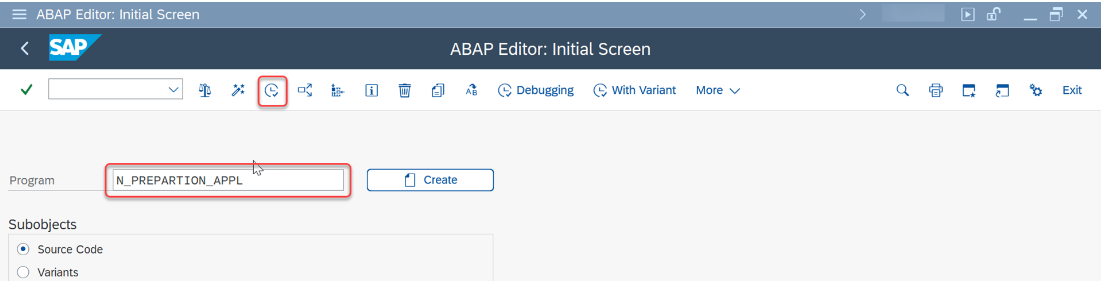 ABAP Editor: Initial Screen
SAP ABAP Editor: Initial Screen
Debugging With Variant More Exit
Program N_PREPARTION_APPL Create
Subobjects
Source Code
Variants